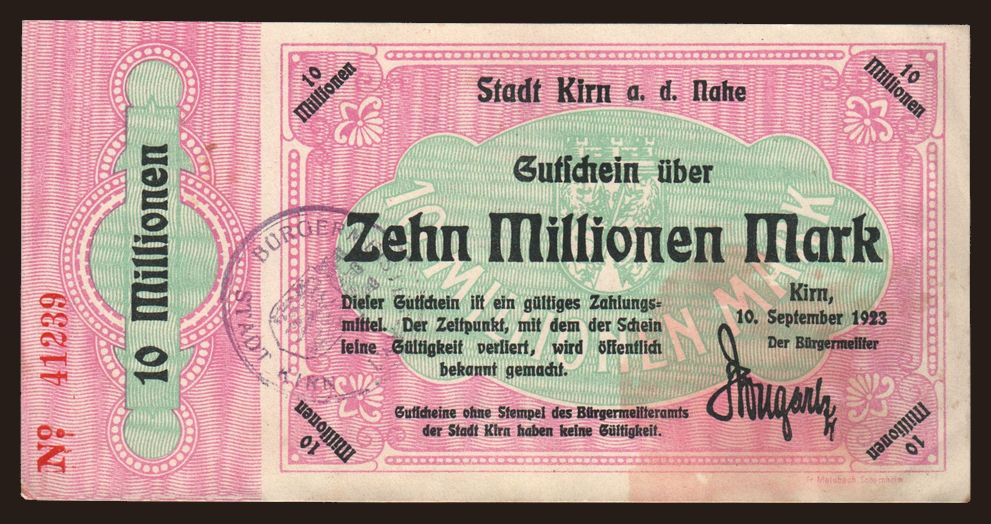 10 Millionen
Nº 41239
10 Millionen
10 Millionen
Stadt Kirn a. d. Nahe
Gutschein über
Zehn Millionen Mark
10 MILLIONEN MARK
Dieser Gutschein ist ein gültiges Zahlungs-
mittel. Der Zeitpunkt, mit dem der Schein
seine Gültigkeit verliert, wird öffentlich
bekannt gemacht.
Kirn,
10. September 1923
Der Bürgermeister
Gutscheine ohne Stempel des Bürgermeisteramts
der Stadt Kirn haben keine Gültigkeit.
10 Millionen
10 Millionen
STADT KIRN